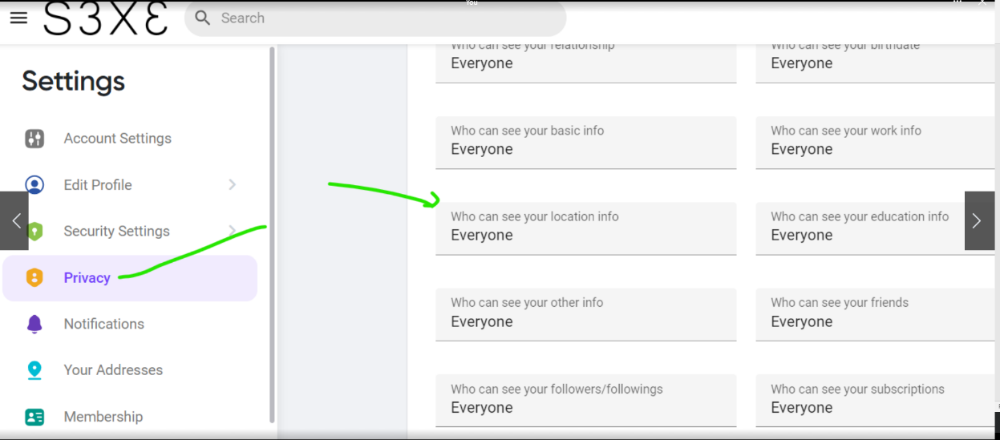 You
S3XE
Search
Settings
Account Settings
Edit Profile
Security Settings
Privacy
Notifications
Your Addresses
Membership
Who can see your relationship
Everyone
Who can see your birthdate
Everyone
Who can see your basic info
Everyone
Who can see your work info
Everyone
Who can see your location info
Everyone
Who can see your education info
Everyone
Who can see your other info
Everyone
Who can see your friends
Everyone
Who can see your followers/followings
Everyone
Who can see your subscriptions
Everyone